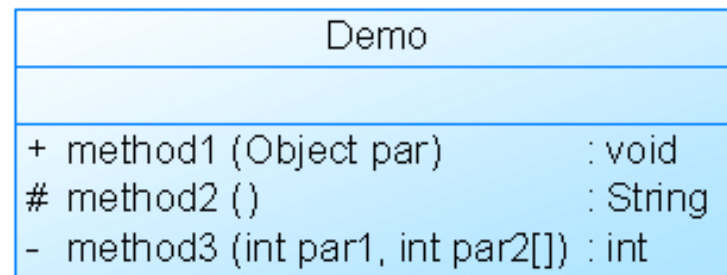 Demo
+ method1 (Object par) : void
# method2 () : String
- method3 (int par1, int par2[]) : int